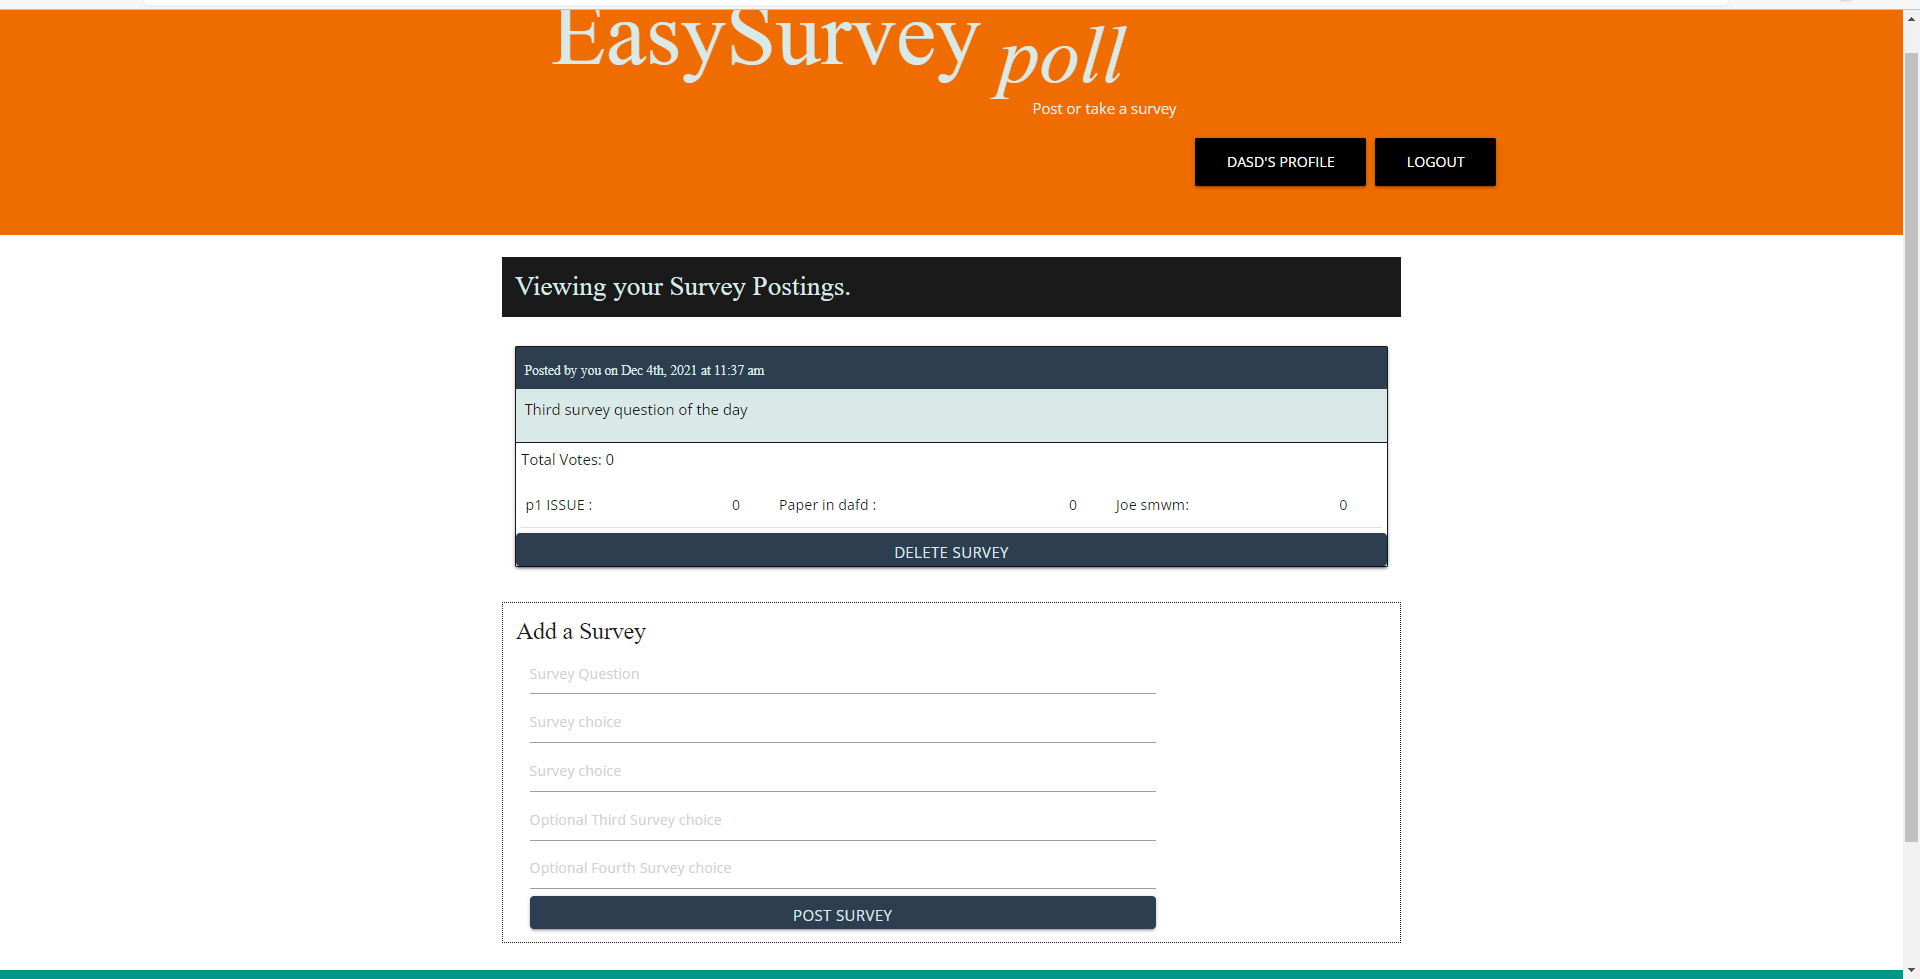 EasySurvey poll
Post or take a survey
DASD'S PROFILE LOGOUT
Viewing your Survey Postings.
Posted by you on Dec 4th, 2021 at 11:37 am
Third survey question of the day
Total Votes: 0
p1 ISSUE : 0 Paper in dafd : 0 Joe smwm: 0
DELETE SURVEY
Add a Survey
Survey Question
Survey choice
Survey choice
Optional Third Survey choice
Optional Fourth Survey choice
POST SURVEY